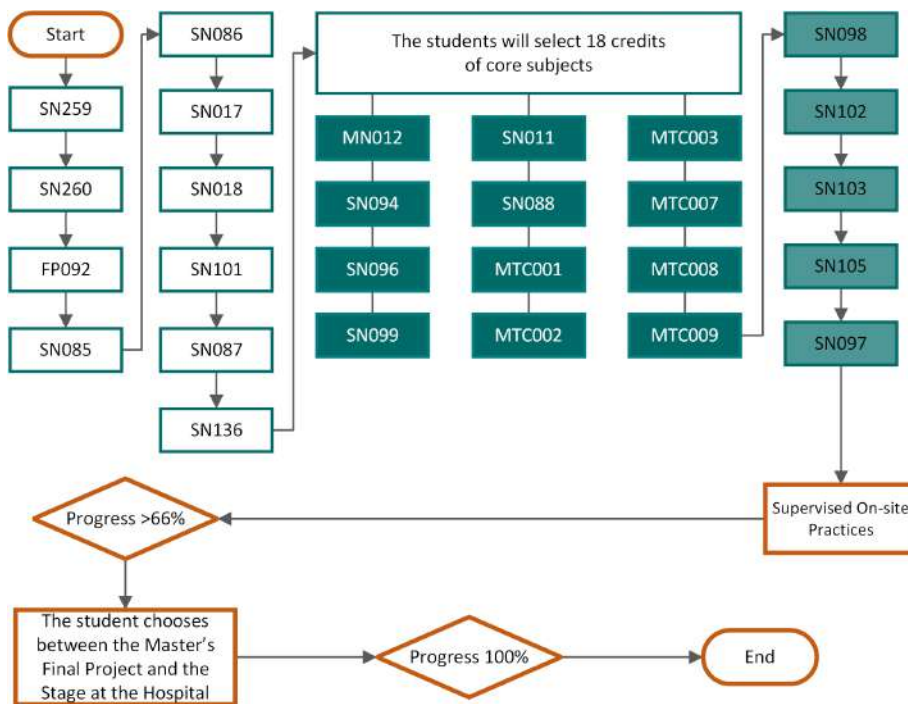 Start
SN259
SN260
FP092
SN085
SN086
SN017
SN018
SN101
SN087
SN136
The students will select 18 credits
of core subjects
MN012
SN094
SN096
SN099
SN011
SN088
MTC001
MTC002
MTC003
MTC007
MTC008
MTC009
SN098
SN102
SN103
SN105
SN097
Supervised On-site
Practices
Progress >66%
The student chooses
between the Master's
Final Project and the
Stage at the Hospital
Progress 100%
End